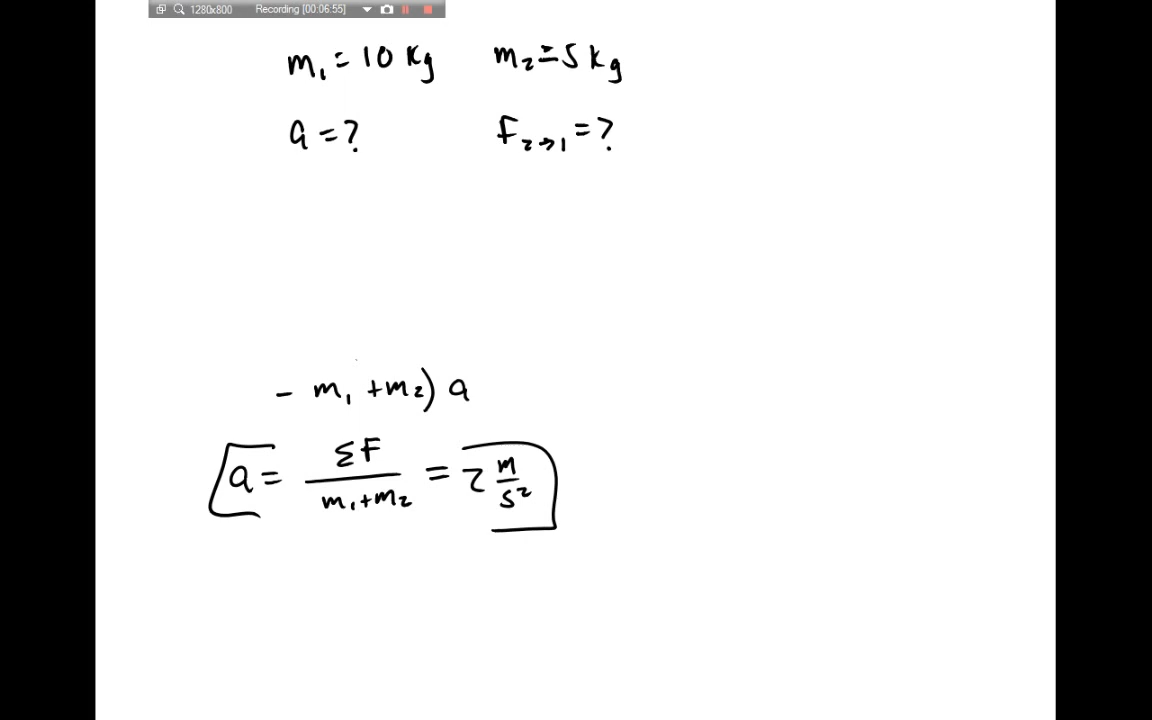 1280x800 Recording [00:06:55]
m₁ = 10 kg m₂ = 5 kg
a = ? F₂→₁ = ?
- m₁ + m₂) a
a = ΣF / m₁+m₂ = 2 m/s²